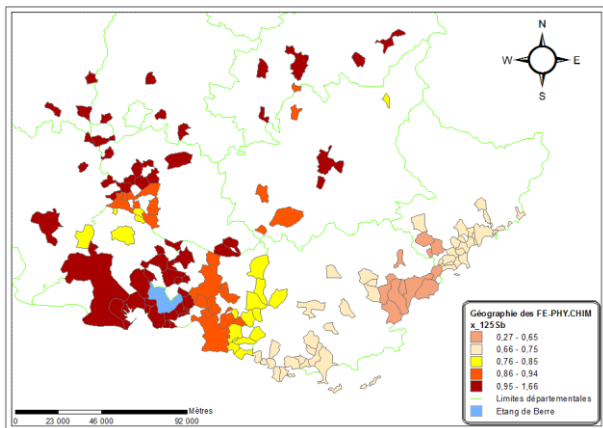 N
W E
S
Géographie des FE-PHY.CHIM
x_125Sb
0,27 - 0,65
0,66 - 0,75
0,76 - 0,85
0,86 - 0,94
0,95 - 1,66
Limites départementales
Etang de Berre
Mètres
0 23 000 46 000 92 000